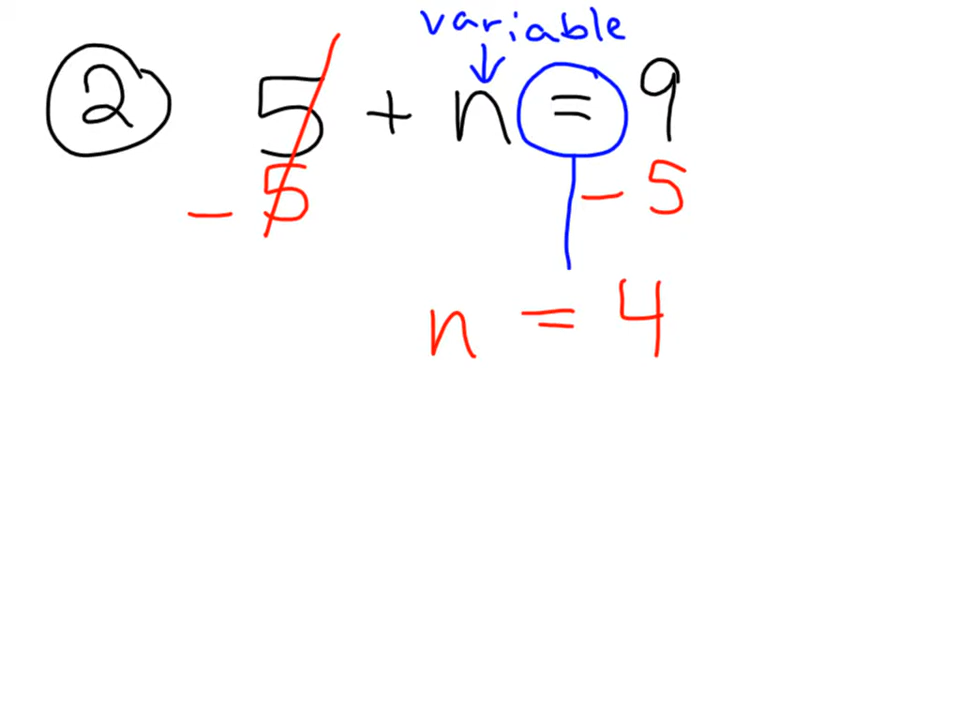 variable
2 5 + n = 9
- 5 - 5
n = 4